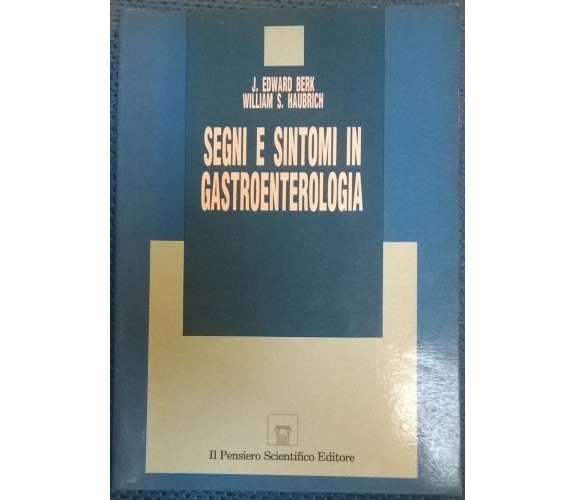 J. EDWARD BERK
WILLIAM S. HAUBRICH
SEGNI E SINTOMI IN
GASTROENTEROLOGIA
Il Pensiero Scientifico Editore